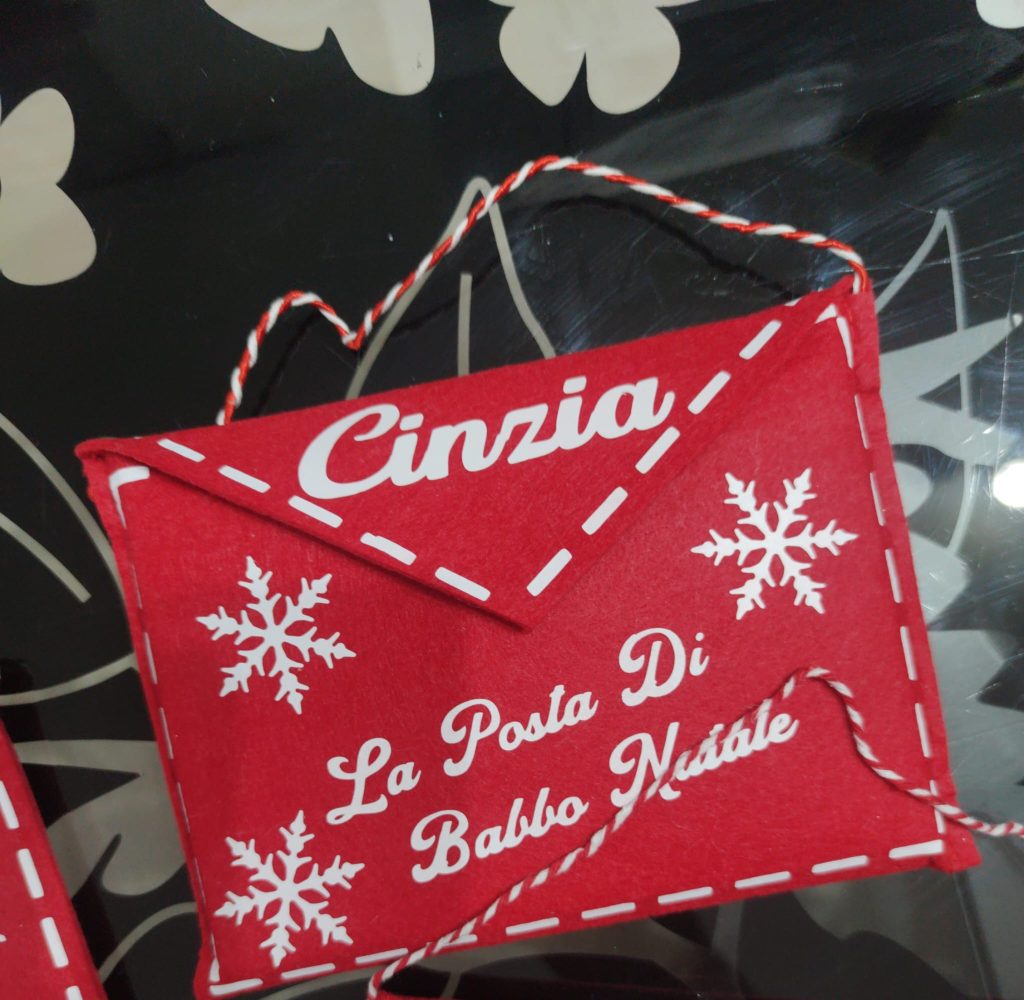 Cinzia
La Posta Di
Babbo Natale